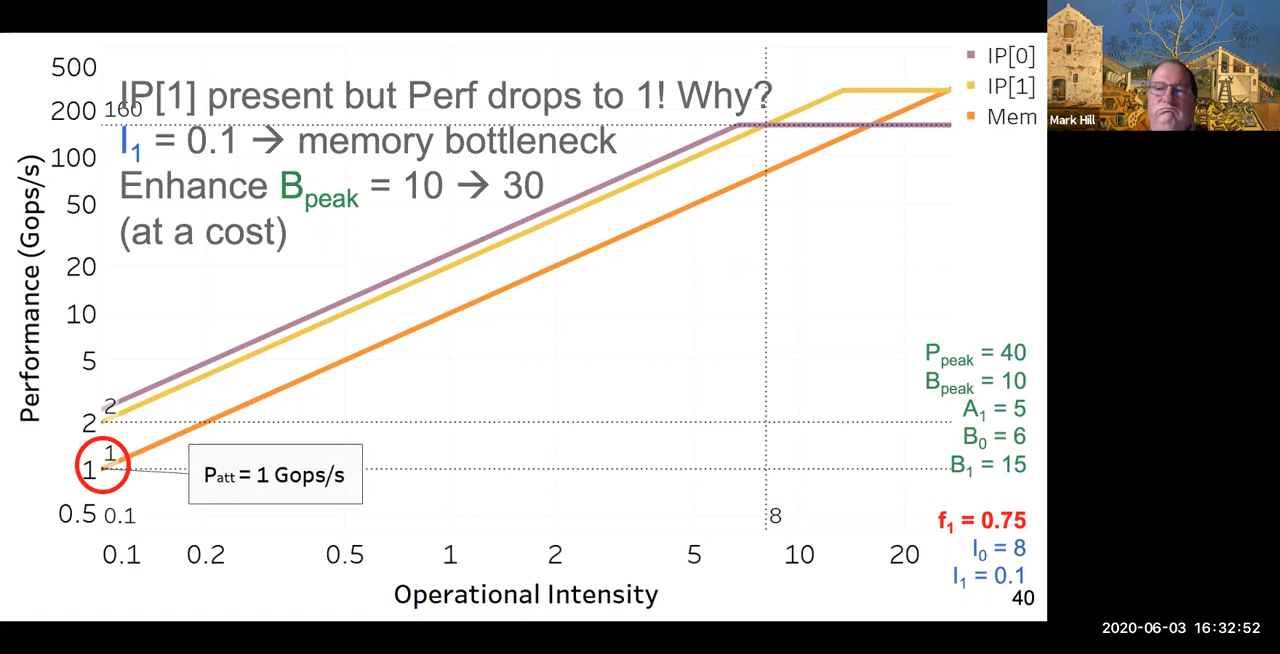 IP[1] present but Perf drops to 1! Why?
I1 = 0.1 → memory bottleneck
Enhance Bpeak = 10 → 30
(at a cost)
IP[0]
IP[1]
Mem
Mark Hill
Performance (Gops/s)
500
200
100
50
20
10
5
2
1
0.5
160
2
1
0.1
8
Patt = 1 Gops/s
Ppeak = 40
Bpeak = 10
A1 = 5
B0 = 6
B1 = 15
f1 = 0.75
I0 = 8
I1 = 0.1
0.1 0.2 0.5 1 2 5 10 20
Operational Intensity
40
2020-06-03 16:32:52